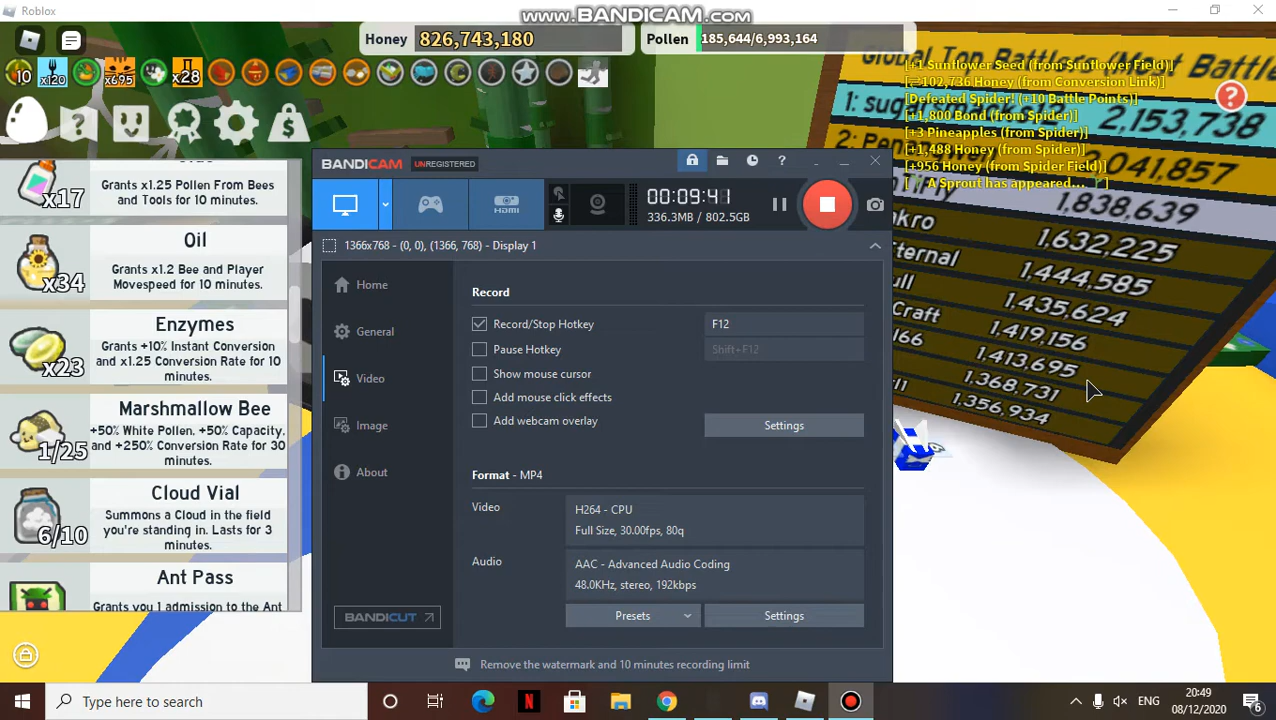 Roblox
www.BANDICAM.com
Honey 826,743,180
Pollen 185,644/6,993,164
10
x120
x695
x28
Global Top Battlers (Most Battle
1: 2,153,738
2: 041,857
1,838,639
1,632,225
1,444,585
1,435,624
1,419,156
1,413,695
1,368,731
1,356,934
[+1 Sunflower Seed (from Sunflower Field)]
[⇌102,736 Honey (from Conversion Link)]
[Defeated Spider! (+10 Battle Points)]
[+1,800 Bond (from Spider)]
[+3 Pineapples (from Spider)]
[+1,488 Honey (from Spider)]
[+956 Honey (from Spider Field)]
[ A Sprout has appeared... ]
?
x17
Grants x1.25 Pollen From Bees
and Tools for 10 minutes.
Oil
x34
Grants x1.2 Bee and Player
Movespeed for 10 minutes.
Enzymes
x23
Grants +10% Instant Conversion
and x1.25 Conversion Rate for 10
minutes.
Marshmallow Bee
1/25
+50% White Pollen, +50% Capacity,
and +250% Conversion Rate for 30
minutes.
Cloud Vial
6/10
Summons a Cloud in the field
you're standing in. Lasts for 3
minutes.
Ant Pass
Grants you 1 admission to the Ant
BANDICAM UNREGISTERED
HDMI
00:09:41
336.3MB / 802.5GB
1366x768 - (0, 0), (1366, 768) - Display 1
Home
General
Video
Image
About
BANDICUT
Record
Record/Stop Hotkey F12
Pause Hotkey Shift+F12
Show mouse cursor
Add mouse click effects
Add webcam overlay
Settings
Format - MP4
Video
H264 - CPU
Full Size, 30.00fps, 80q
Audio
AAC - Advanced Audio Coding
48.0KHz, stereo, 192kbps
Presets
Settings
Remove the watermark and 10 minutes recording limit
Type here to search
ENG
20:49
08/12/2020
6